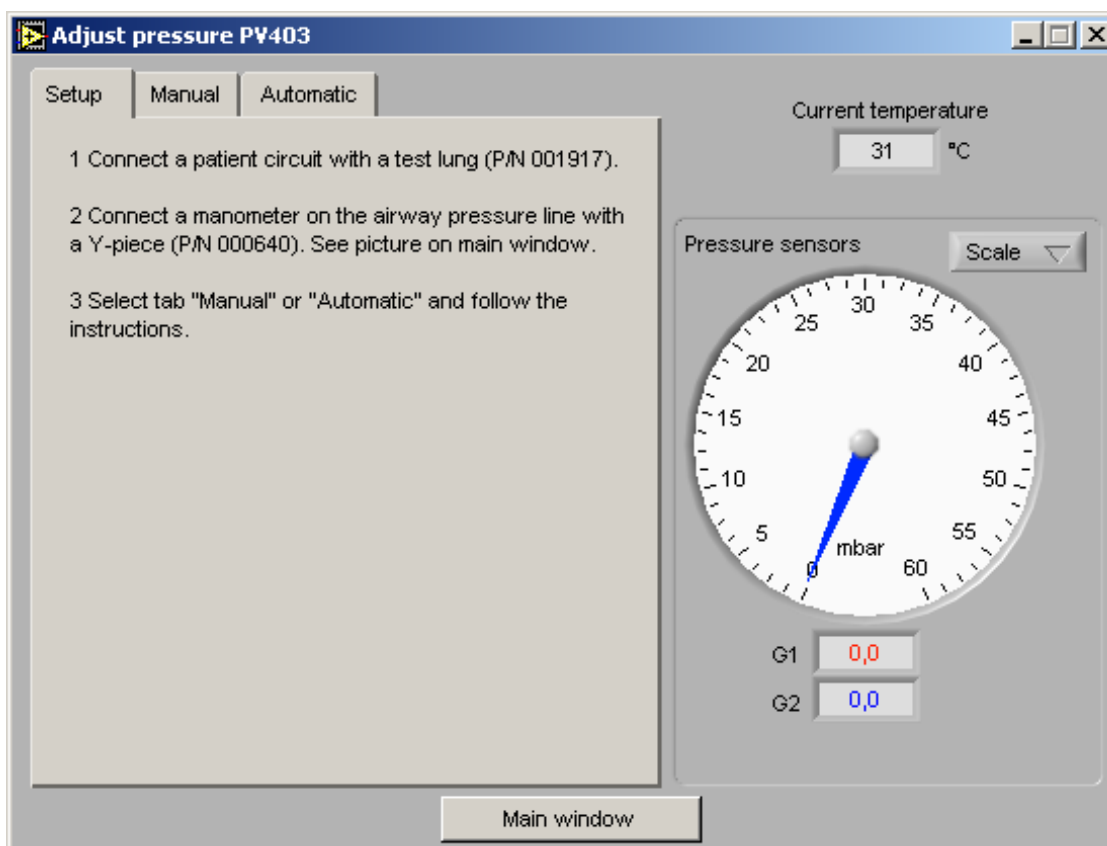 Adjust pressure PV403
Setup
Manual
Automatic
1 Connect a patient circuit with a test lung (P/N 001917).
2 Connect a manometer on the airway pressure line with
a Y-piece (P/N 000640). See picture on main window.
3 Select tab "Manual" or "Automatic" and follow the
instructions.
Current temperature
31 °C
Pressure sensors
Scale
0
5
10
15
20
25
30
35
40
45
50
55
60
mbar
G1 0,0
G2 0,0
Main window